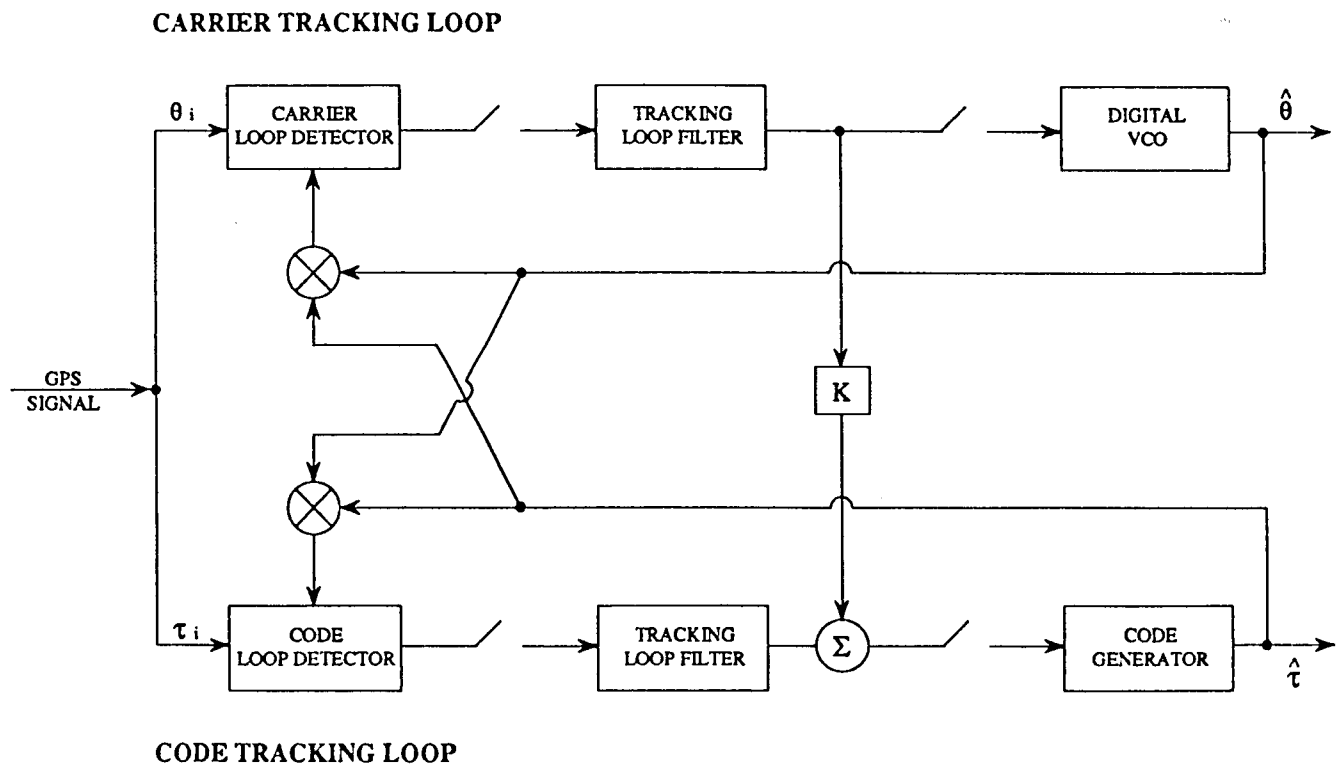 CARRIER TRACKING LOOP
θ i
CARRIER
LOOP DETECTOR
TRACKING
LOOP FILTER
DIGITAL
VCO
θ̂
GPS
SIGNAL
K
τ i
CODE
LOOP DETECTOR
TRACKING
LOOP FILTER
Σ
CODE
GENERATOR
τ̂
CODE TRACKING LOOP